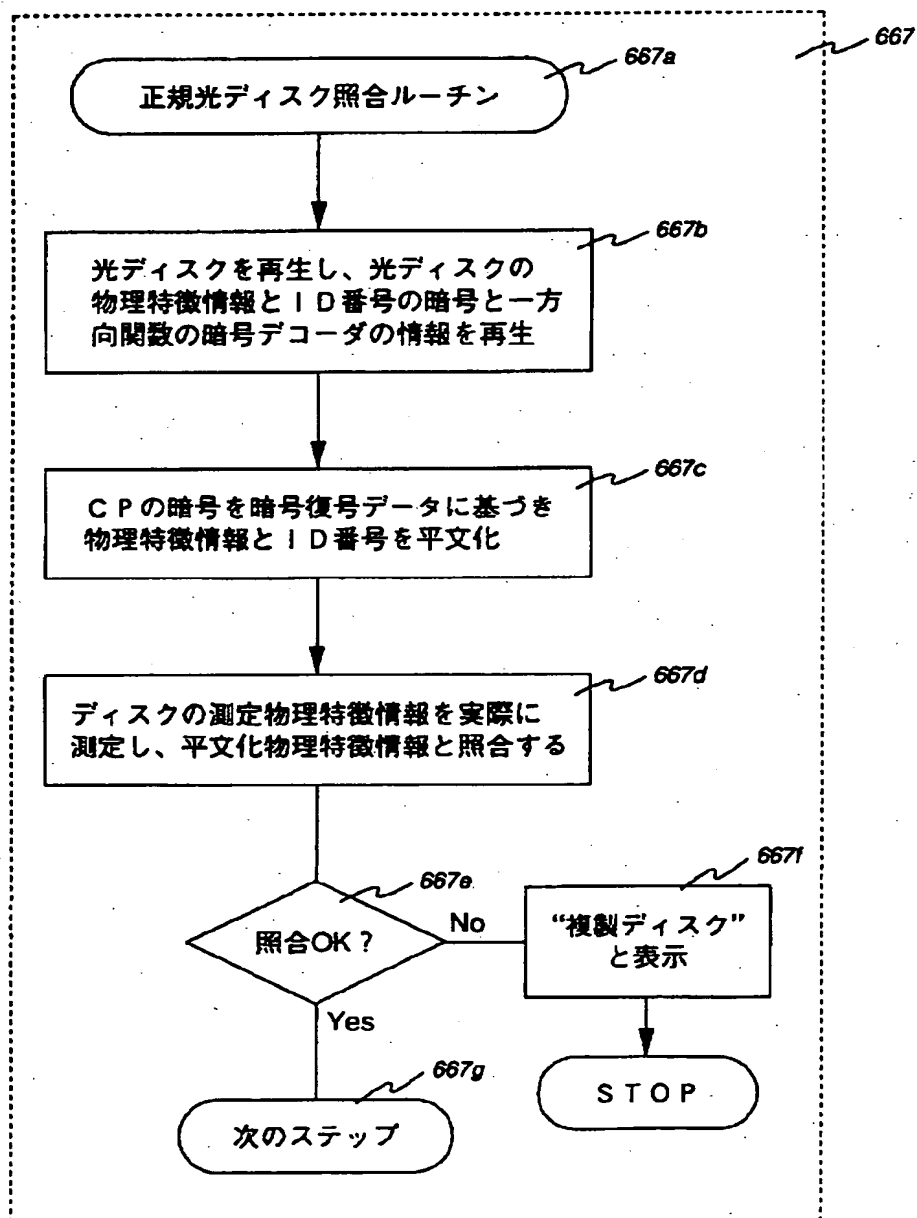 667
667a
正規光ディスク照合ルーチン
667b
光ディスクを再生し、光ディスクの
物理特徴情報とID番号の暗号と一方
向関数の暗号デコーダの情報を再生
667c
CPの暗号を暗号復号データに基づき
物理特徴情報とID番号を平文化
667d
ディスクの測定物理特徴情報を実際に
測定し、平文化物理特徴情報と照合する
667e
照合OK?
No
667f
“複製ディスク”
と表示
Yes
STOP
667g
次のステップ